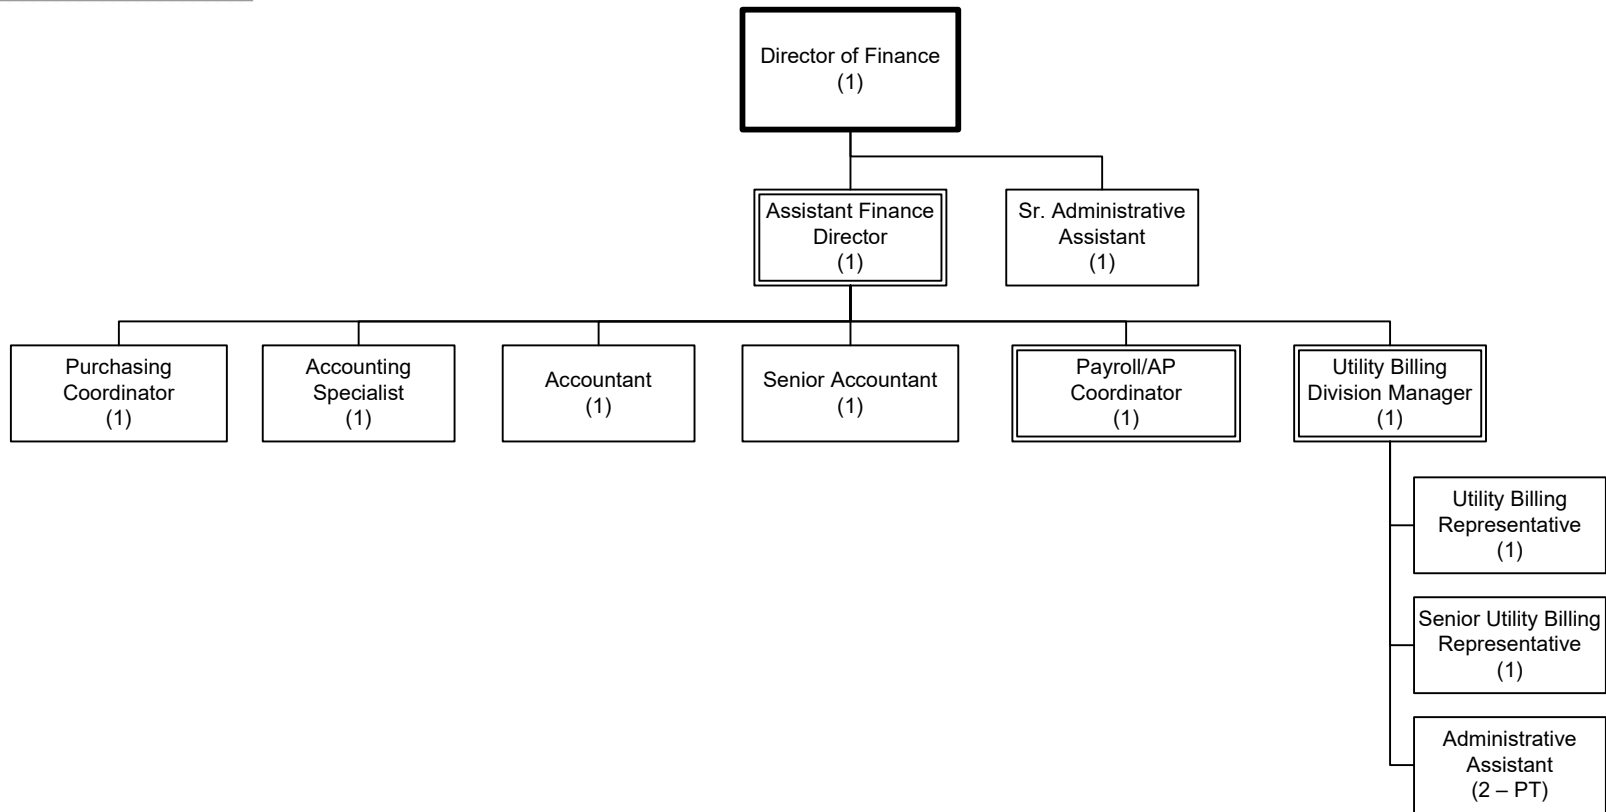 Director of Finance
(1)
Assistant Finance
Director
(1)
Sr. Administrative
Assistant
(1)
Purchasing
Coordinator
(1)
Accounting
Specialist
(1)
Accountant
(1)
Senior Accountant
(1)
Payroll/AP
Coordinator
(1)
Utility Billing
Division Manager
(1)
Utility Billing
Representative
(1)
Senior Utility Billing
Representative
(1)
Administrative
Assistant
(2 – PT)